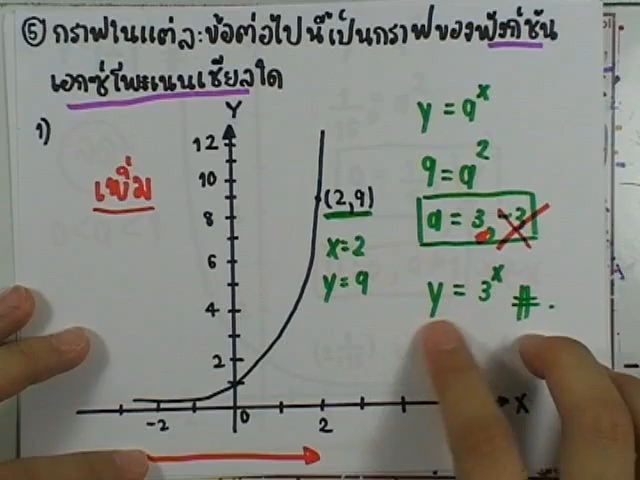 ⑤ กราฟในแต่ละข้อต่อไปนี้เป็นกราฟของฟังก์ชัน
เอกซ์โพเนนเชียลใด
1)
เพิ่ม
Y
12
10
8
6
4
2
-2
0
2
X
(2,9)
x=2
y=9
y = a^x
9 = a^2
a = 3, -3
y = 3^x #.